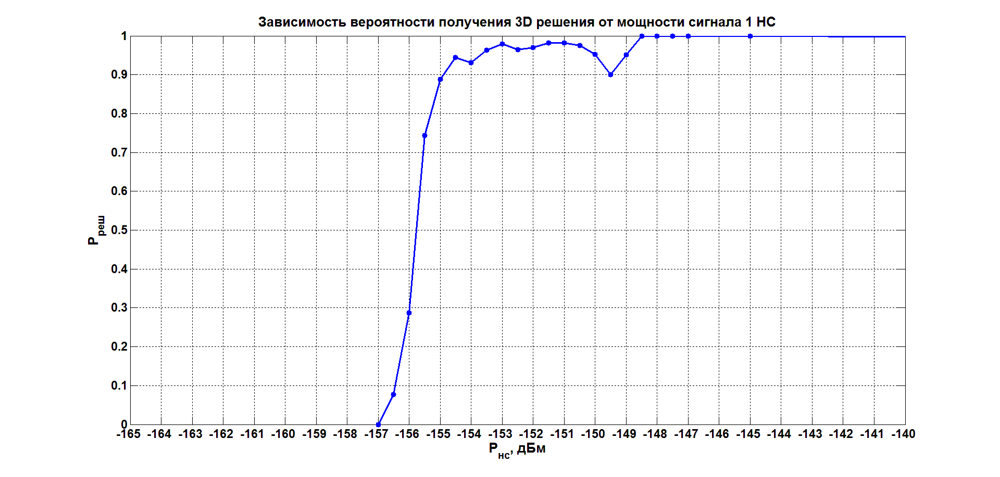 Зависимость вероятности получения 3D решения от мощности сигнала 1 НС
1
0.9
0.8
0.7
0.6
0.5
0.4
0.3
0.2
0.1
0
Pреш
-165 -164 -163 -162 -161 -160 -159 -158 -157 -156 -155 -154 -153 -152 -151 -150 -149 -148 -147 -146 -145 -144 -143 -142 -141 -140
Pнс, дБм